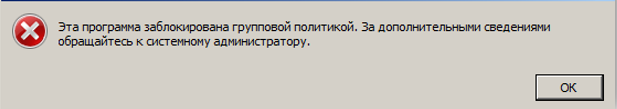 Эта программа заблокирована групповой политикой. За дополнительными сведениями
обращайтесь к системному администратору.
OK